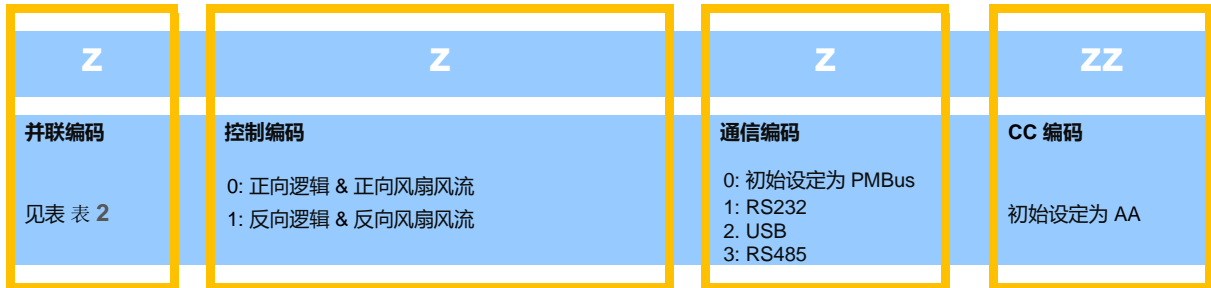 Z
Z
Z
ZZ
并联编码
见表 表 2
控制编码
0: 正向逻辑 & 正向风扇风流
1: 反向逻辑 & 反向风扇风流
通信编码
0: 初始设定为 PMBus
1: RS232
2. USB
3: RS485
CC 编码
初始设定为 AA